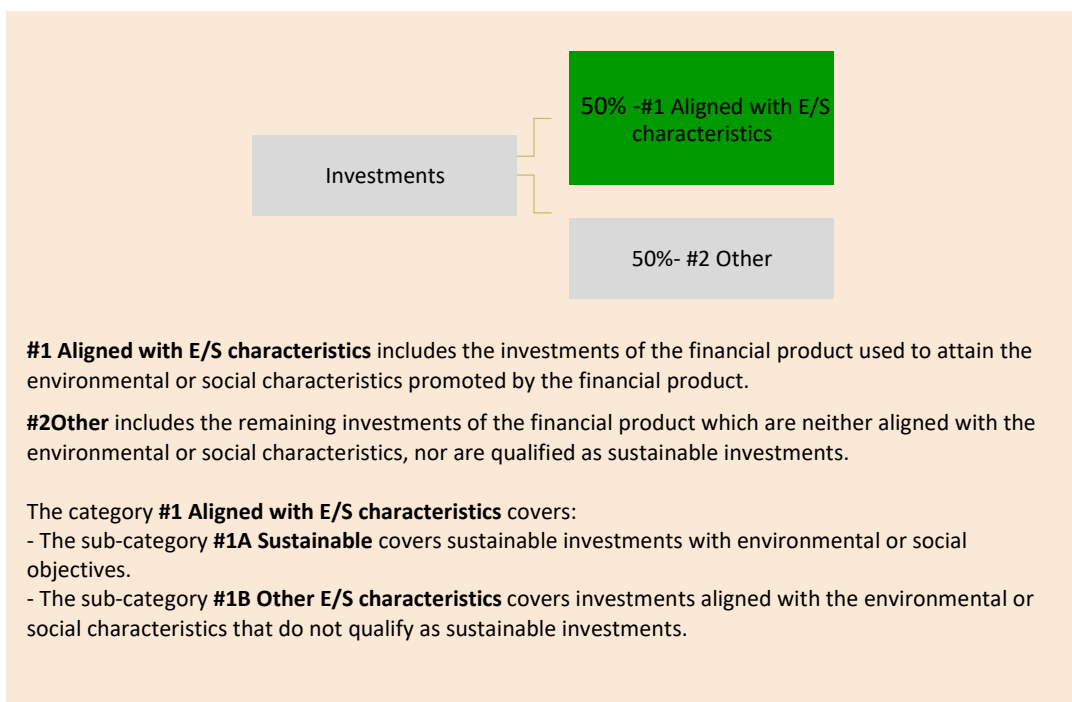 50% -#1 Aligned with E/S
characteristics
Investments
50%- #2 Other
#1 Aligned with E/S characteristics includes the investments of the financial product used to attain the
environmental or social characteristics promoted by the financial product.
#2Other includes the remaining investments of the financial product which are neither aligned with the
environmental or social characteristics, nor are qualified as sustainable investments.
The category #1 Aligned with E/S characteristics covers:
- The sub-category #1A Sustainable covers sustainable investments with environmental or social
objectives.
- The sub-category #1B Other E/S characteristics covers investments aligned with the environmental or
social characteristics that do not qualify as sustainable investments.